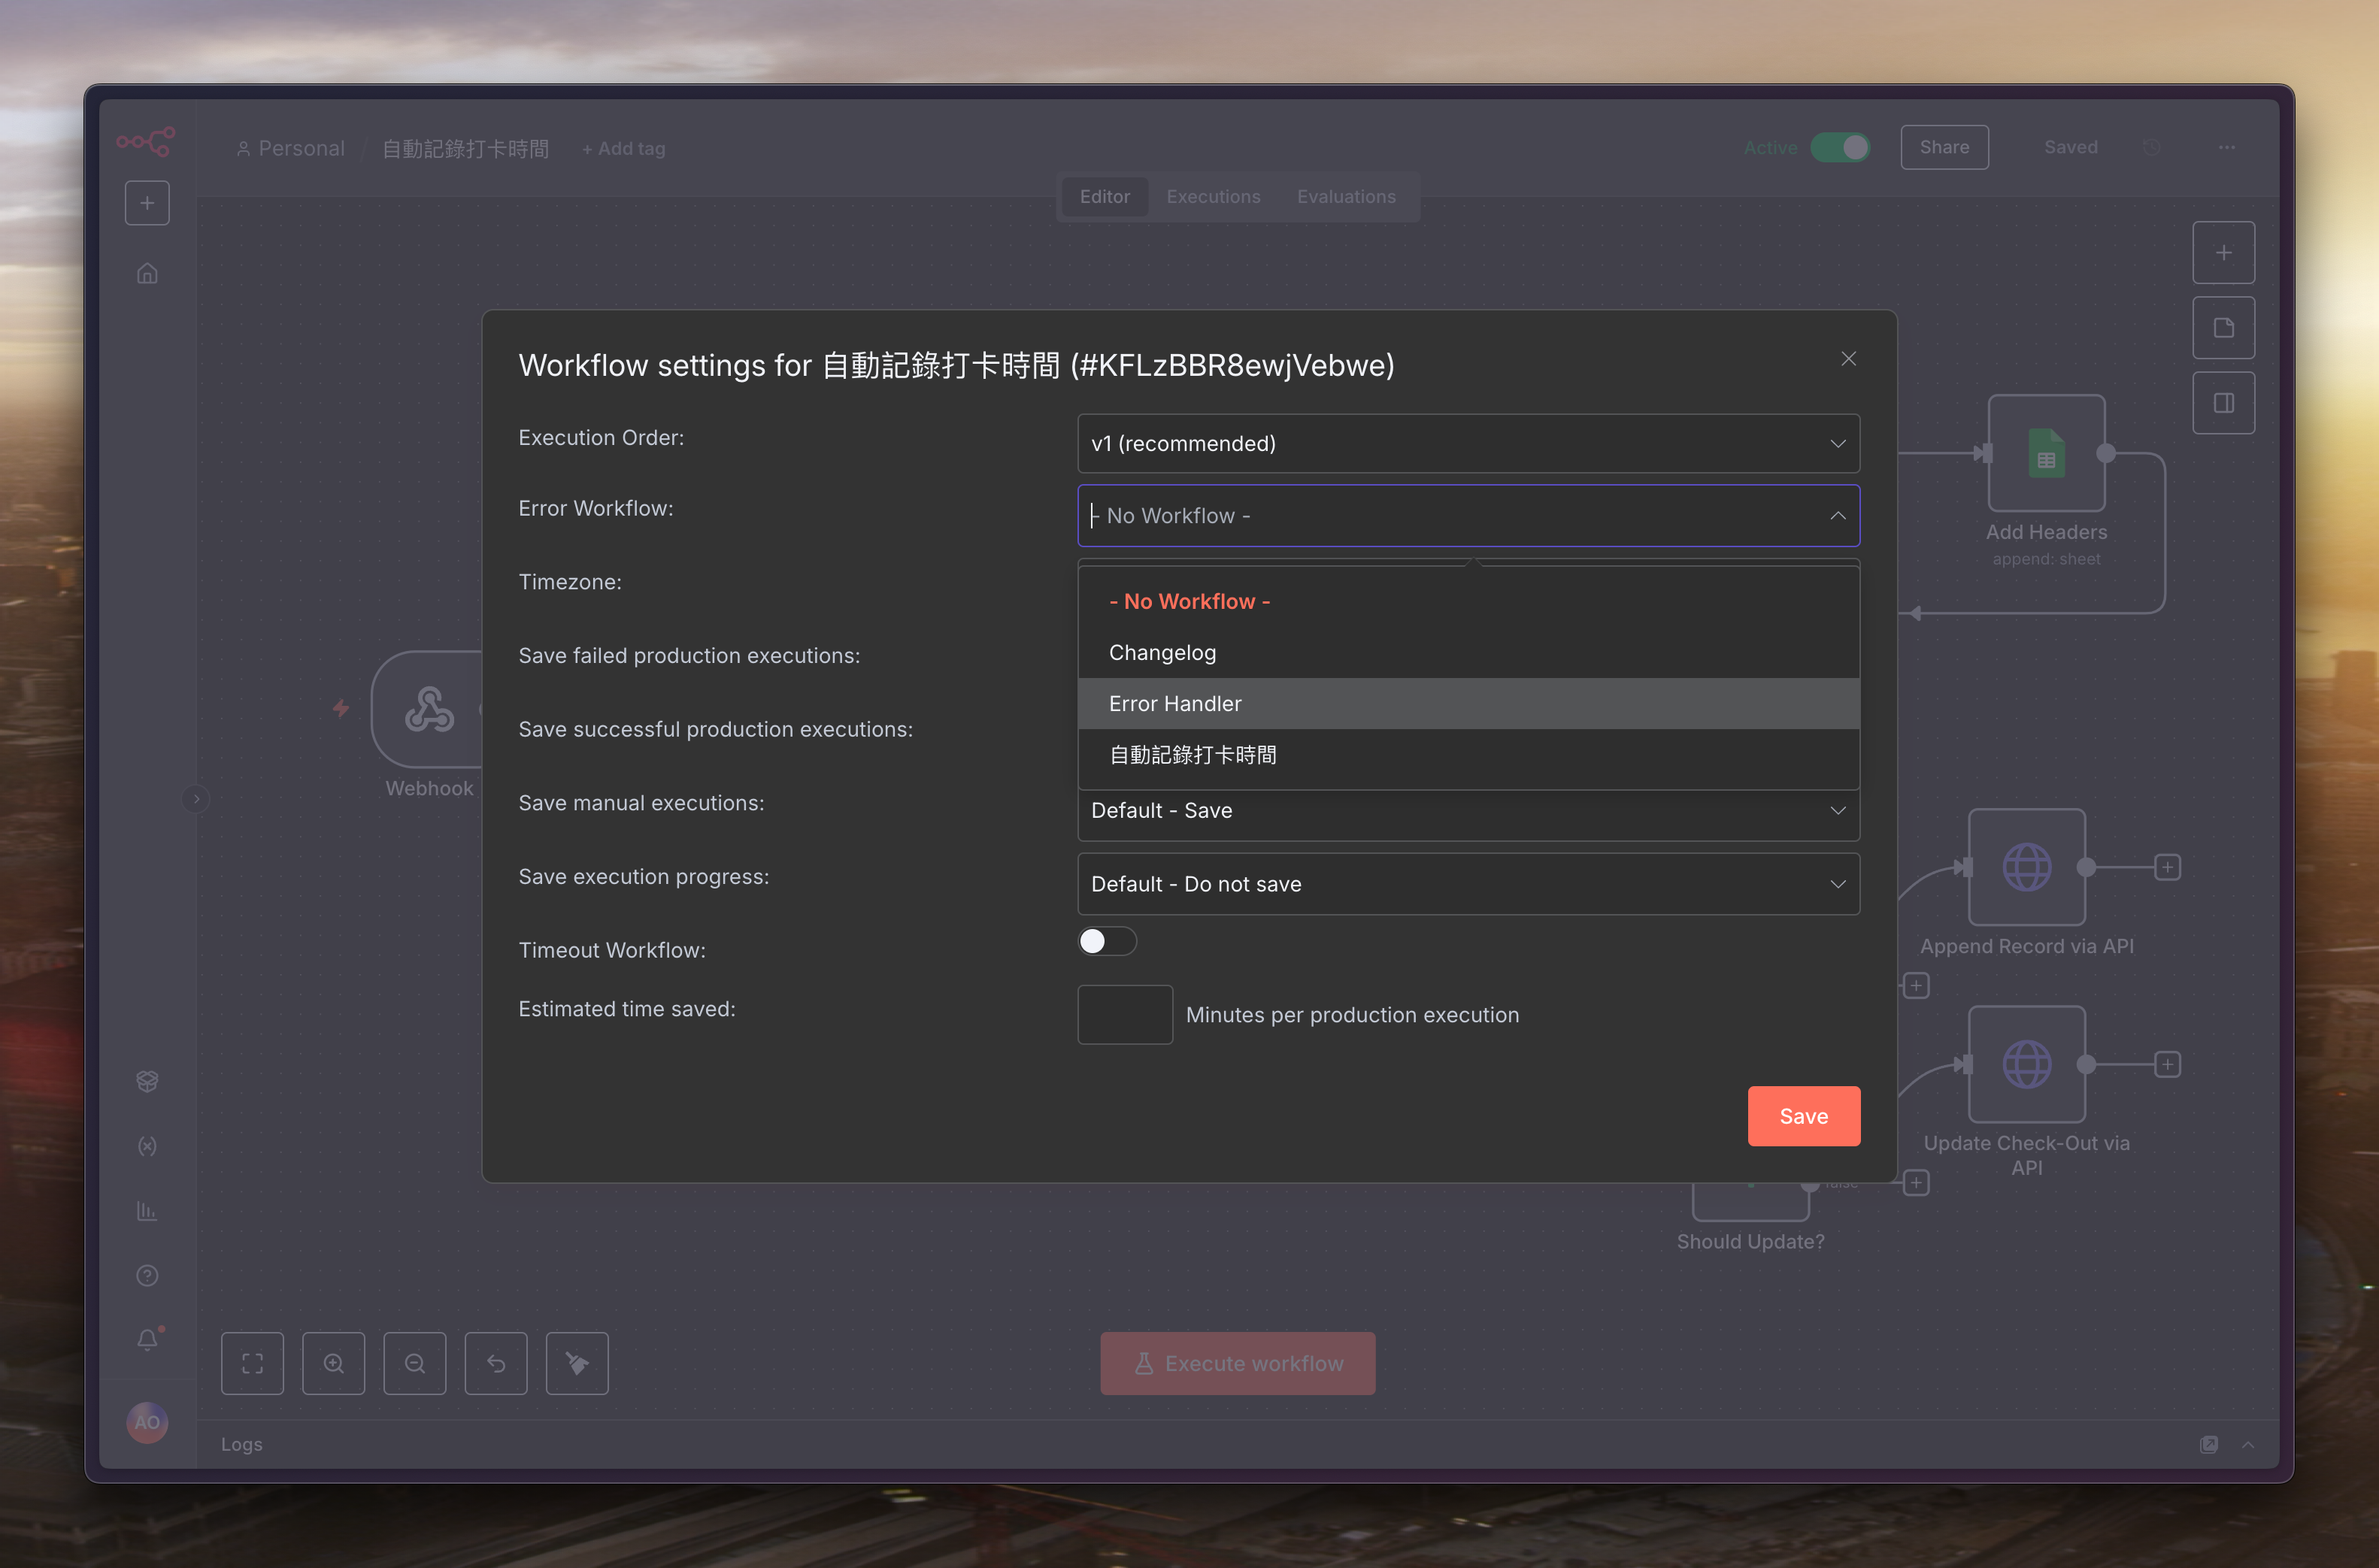 Personal / 自動記錄打卡時間 + Add tag
Active Share Saved
Editor Executions Evaluations
Workflow settings for 自動記錄打卡時間 (#KFLzBBR8ewjVebwe)
Execution Order:
v1 (recommended)
Error Workflow:
- No Workflow -
Timezone:
- No Workflow -
Changelog
Error Handler
自動記錄打卡時間
Save failed production executions:
Save successful production executions:
Save manual executions:
Default - Save
Save execution progress:
Default - Do not save
Timeout Workflow:
Estimated time saved:
Minutes per production execution
Save
Webhook
Add Headers
append: sheet
Append Record via API
Update Check-Out via
API
false
Should Update?
Execute workflow
AO
Logs